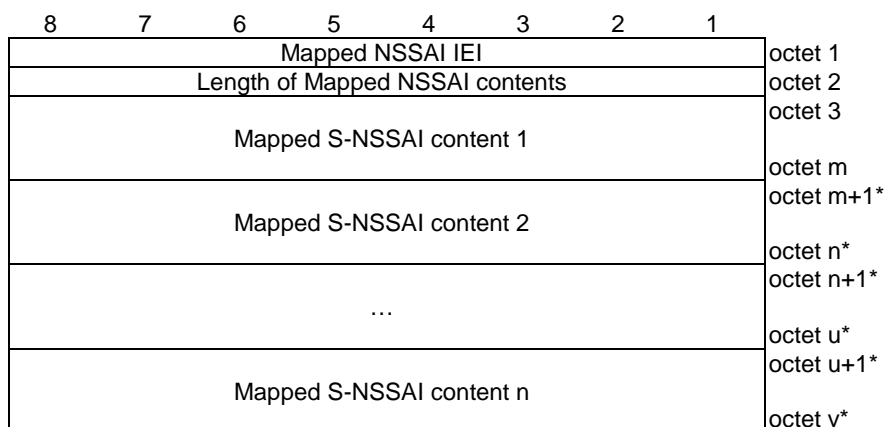 8 7 6 5 4 3 2 1
Mapped NSSAI IEI octet 1
Length of Mapped NSSAI contents octet 2
octet 3
Mapped S-NSSAI content 1
octet m
octet m+1*
Mapped S-NSSAI content 2
octet n*
octet n+1*
…
octet u*
octet u+1*
Mapped S-NSSAI content n
octet v*